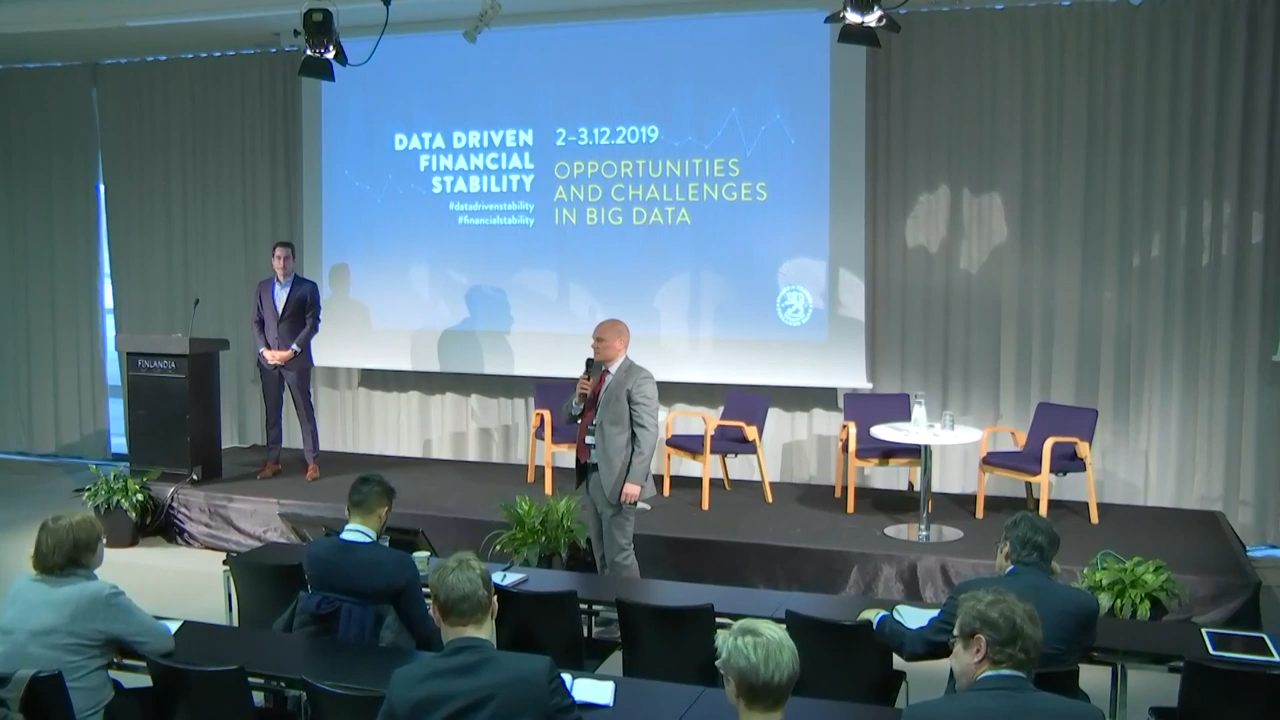 DATA DRIVEN
FINANCIAL
STABILITY
#datadrivenstability
#financialstability
2–3.12.2019
OPPORTUNITIES
AND CHALLENGES
IN BIG DATA
FINLANDIA